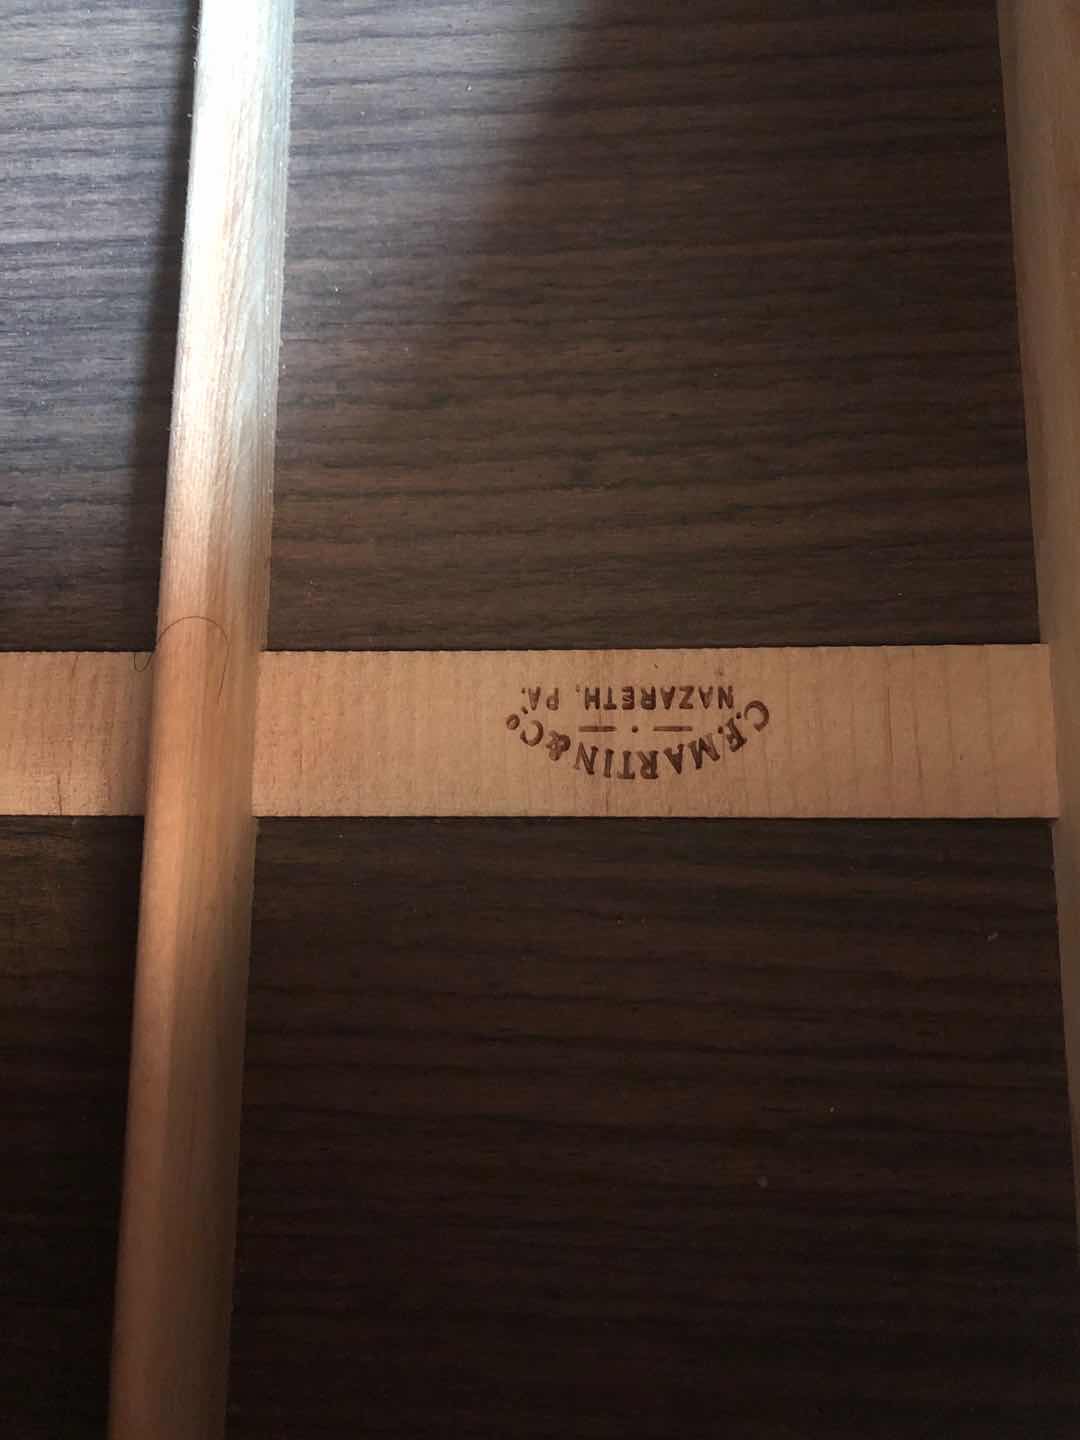 C.F. MARTIN & Co
NAZARETH, PA.